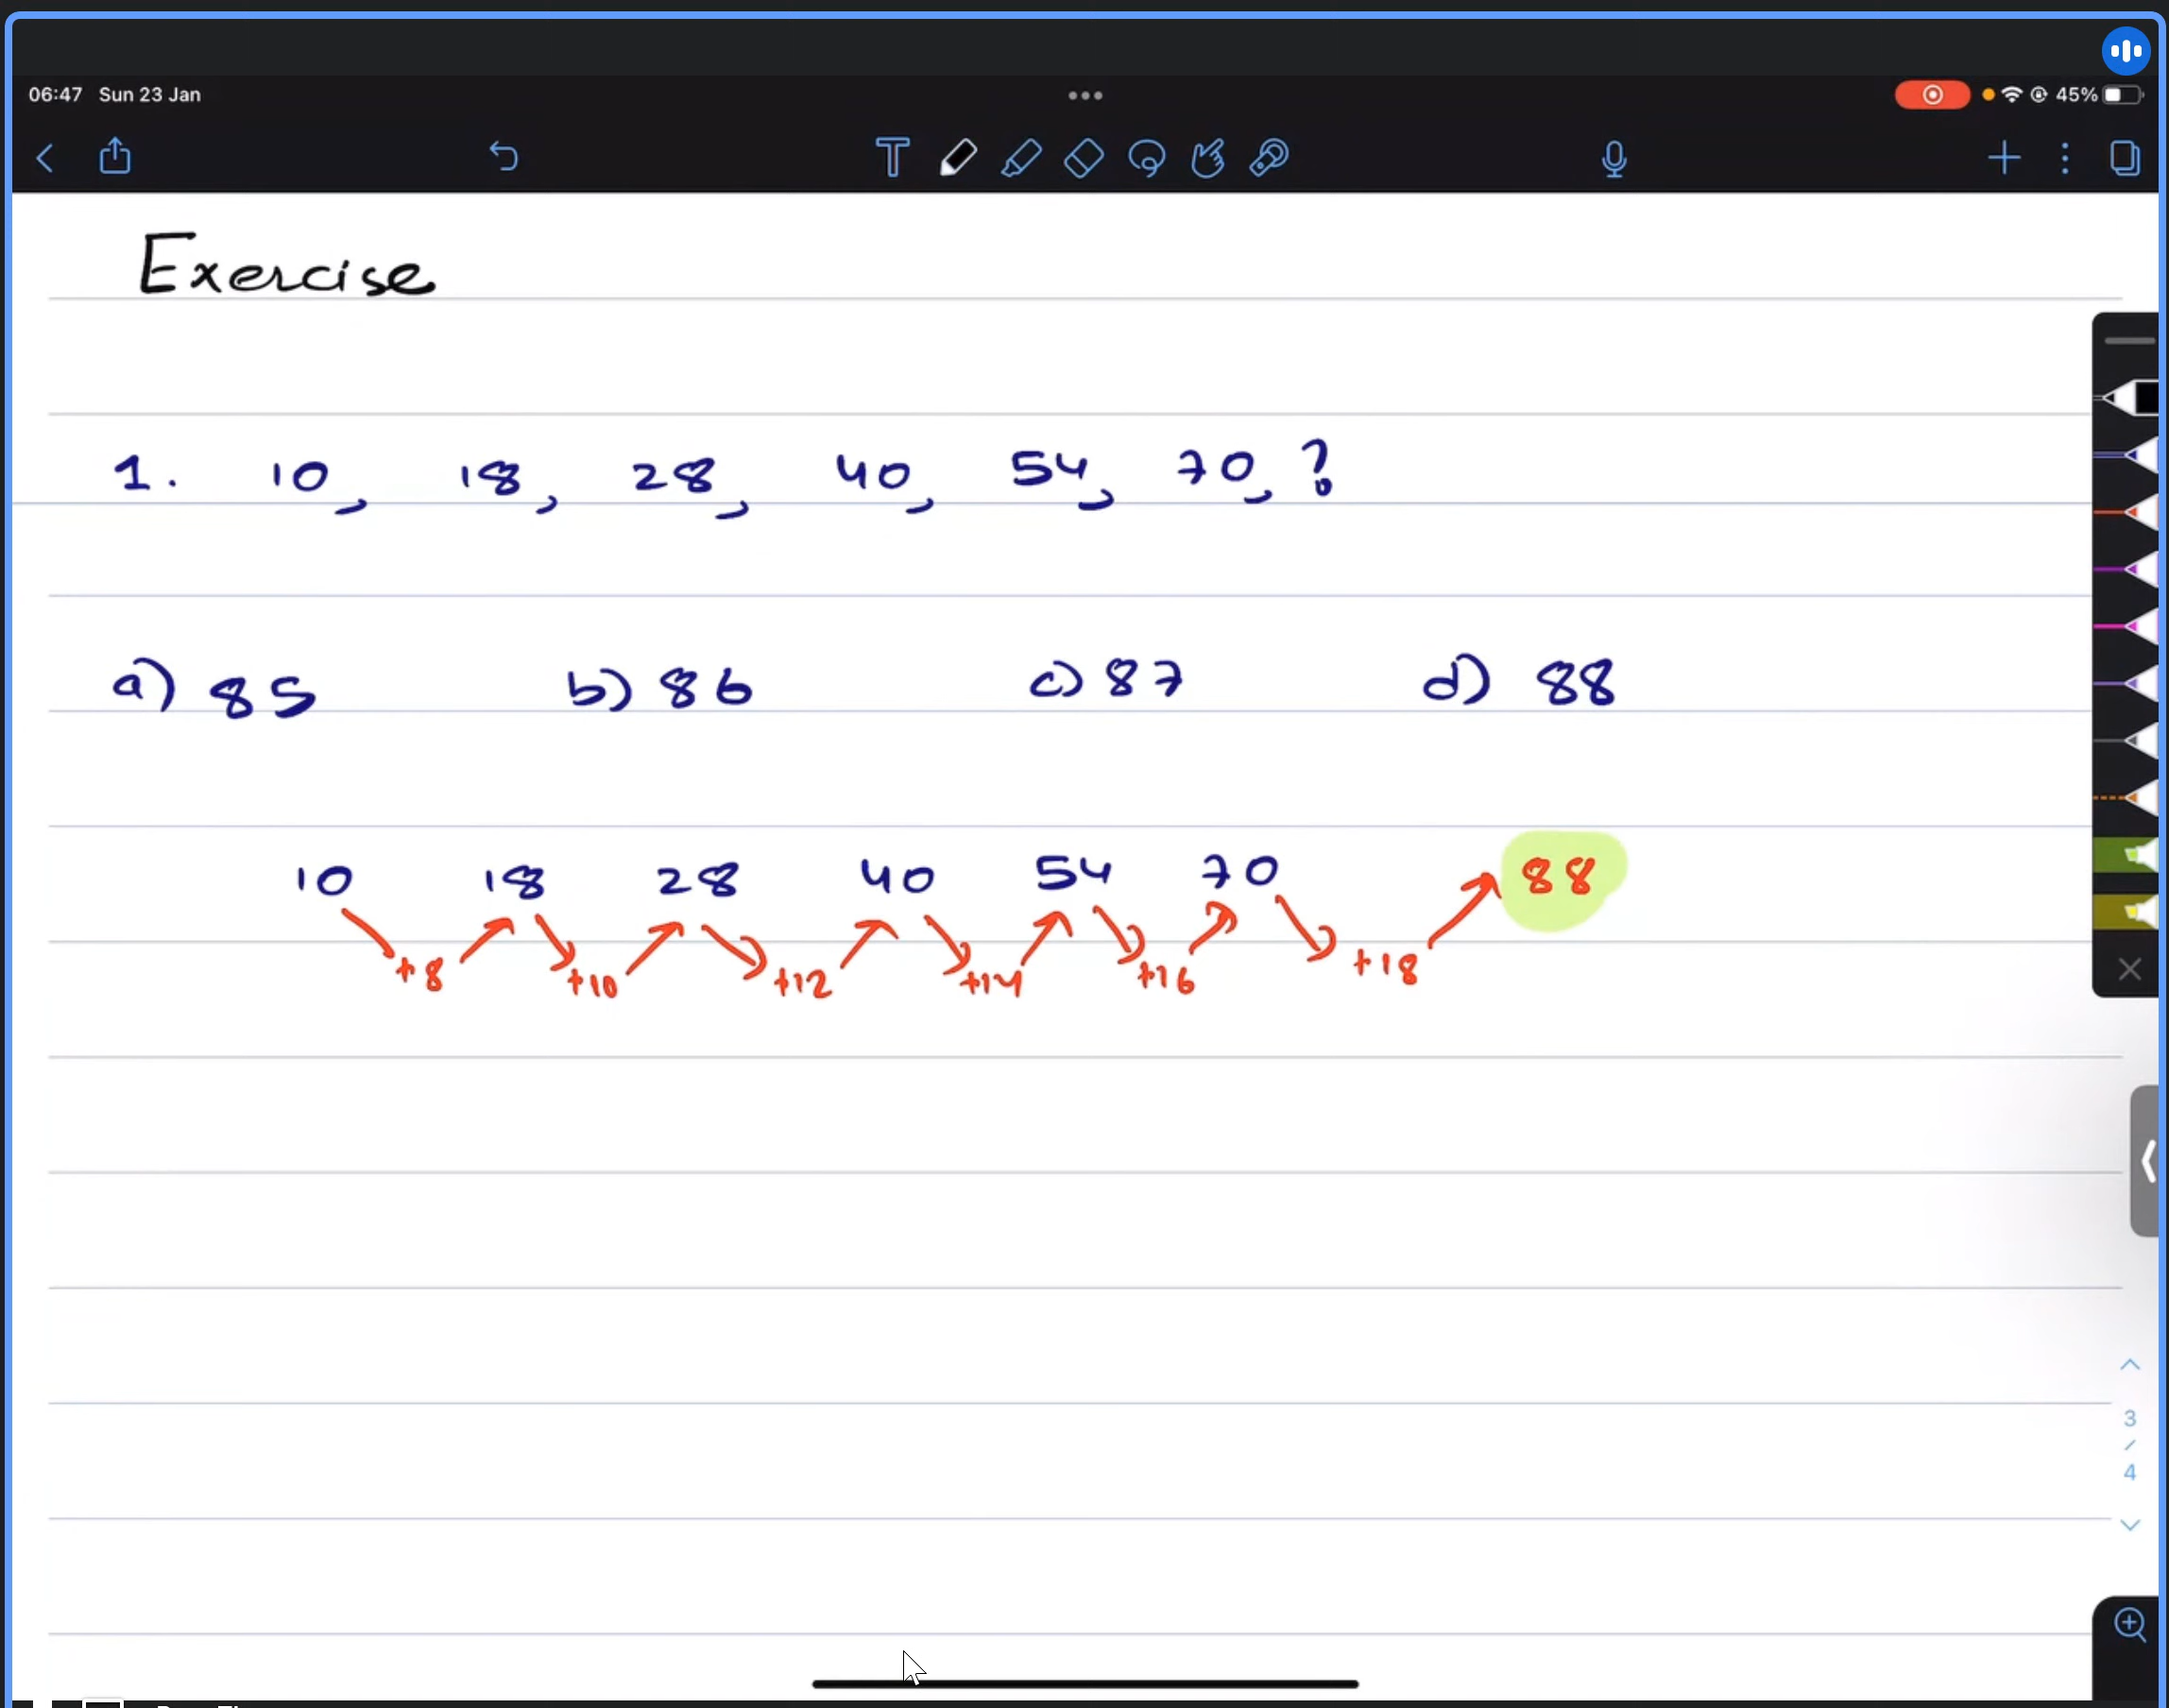 06:47 Sun 23 Jan 45%
Exercise
1. 10, 18, 28, 40, 54, 70, ?
a) 85 b) 86 c) 87 d) 88
10 18 28 40 54 70 88
+8 +10 +12 +14 +16 +18
3
/
4